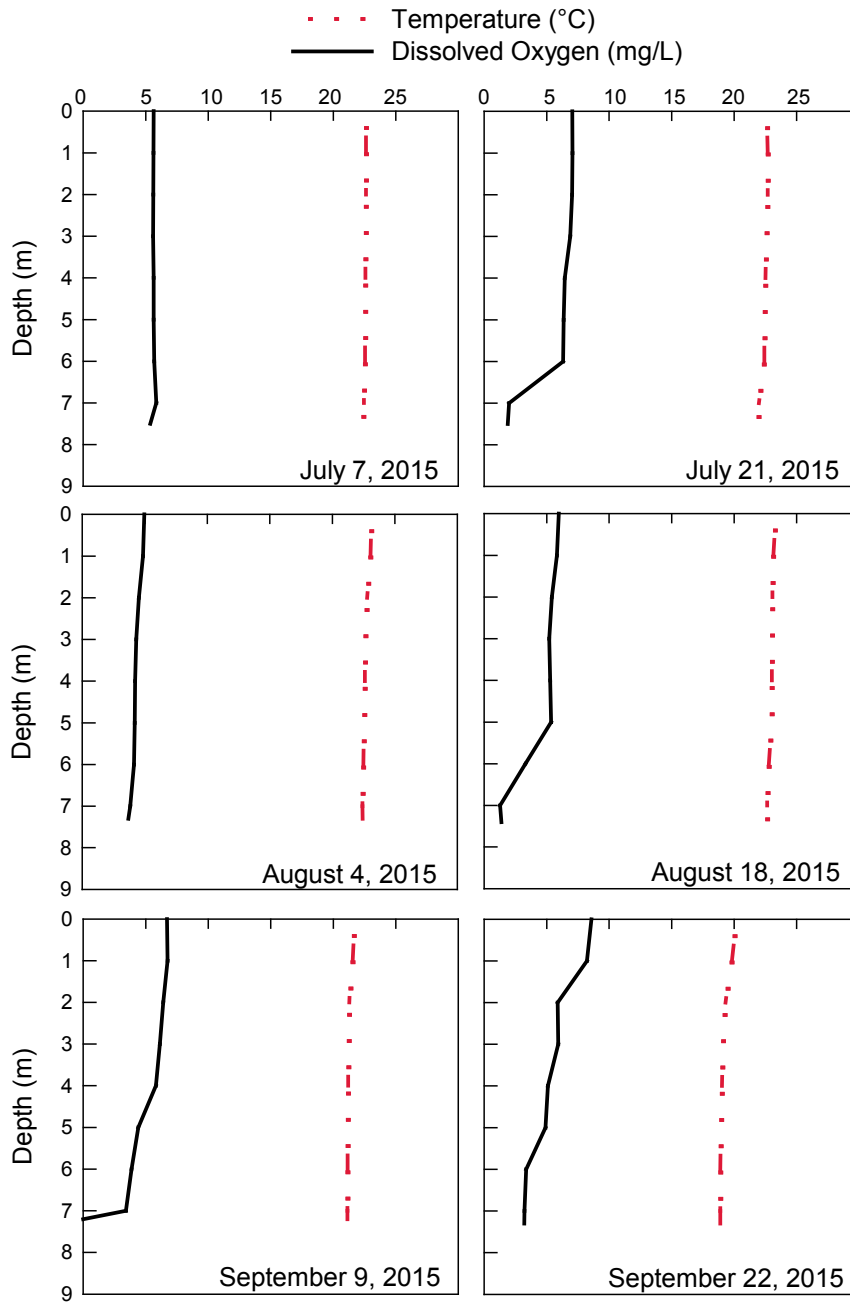 Temperature (°C)
Dissolved Oxygen (mg/L)
0 5 10 15 20 25
0 5 10 15 20 25
0
1
2
3
4
5
6
7
8
9
Depth (m)
July 7, 2015
July 21, 2015
0
1
2
3
4
5
6
7
8
9
Depth (m)
August 4, 2015
August 18, 2015
0
1
2
3
4
5
6
7
8
9
Depth (m)
September 9, 2015
September 22, 2015